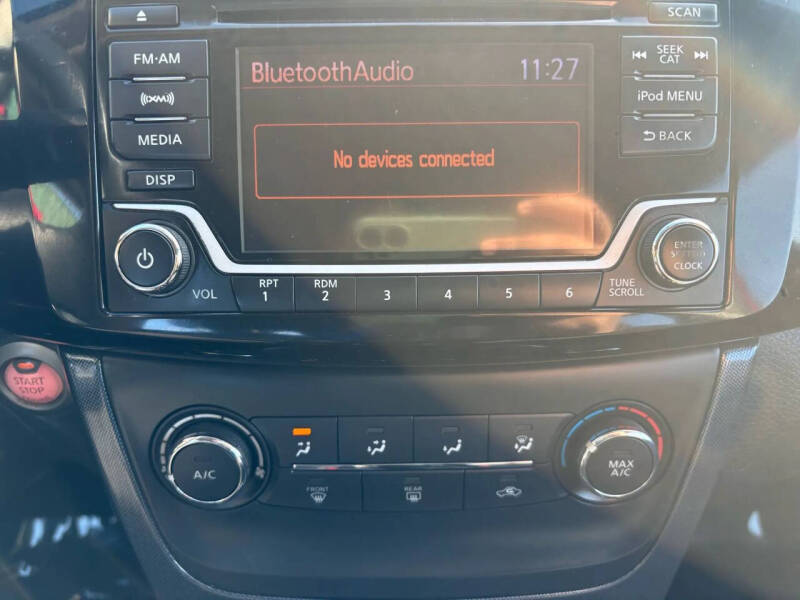 SCAN
FM·AM
SEEK
CAT
BluetoothAudio 11:27
XM
iPod MENU
MEDIA
BACK
No devices connected
DISP
ENTER
CLOCK
VOL
RPT
1
RDM
2
3
4
5
6
TUNE
SCROLL
START
STOP
A/C
MAX
A/C
FRONT
REAR